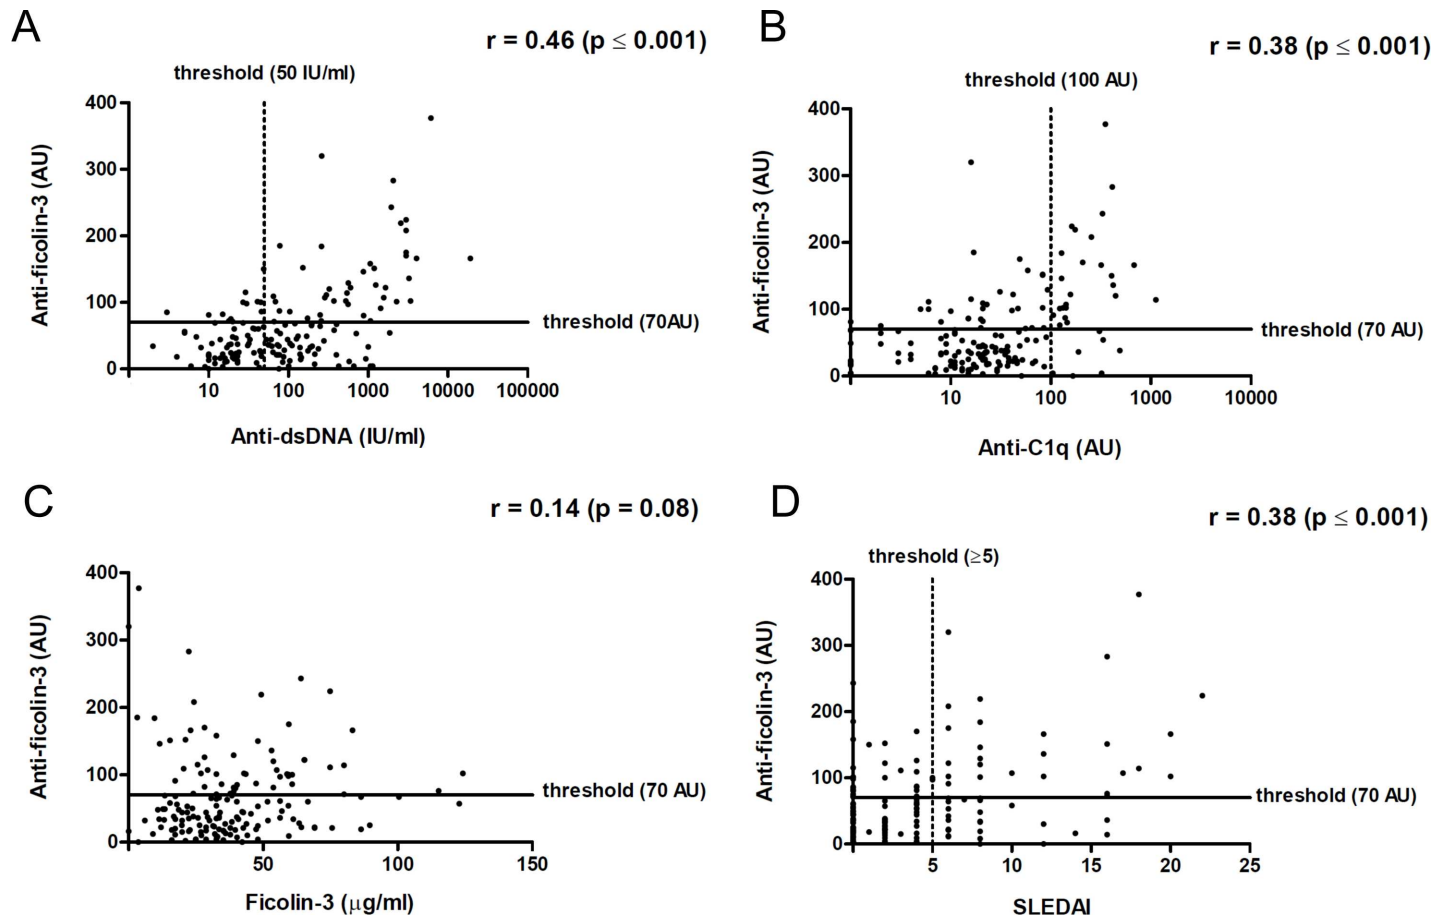 A
r = 0.46 (p ≤ 0.001)
threshold (50 IU/ml)
400
300
200
100
0
Anti-ficolin-3 (AU)
threshold (70AU)
10
100
1000
10000
100000
Anti-dsDNA (IU/ml)
B
r = 0.38 (p ≤ 0.001)
threshold (100 AU)
400
300
200
100
0
Anti-ficolin-3 (AU)
threshold (70 AU)
10
100
1000
10000
Anti-C1q (AU)
C
r = 0.14 (p = 0.08)
400
300
200
100
0
Anti-ficolin-3 (AU)
threshold (70 AU)
50
100
150
Ficolin-3 (μg/ml)
D
r = 0.38 (p ≤ 0.001)
threshold (≥5)
400
300
200
100
0
Anti-ficolin-3 (AU)
threshold (70 AU)
5
10
15
20
25
SLEDAI